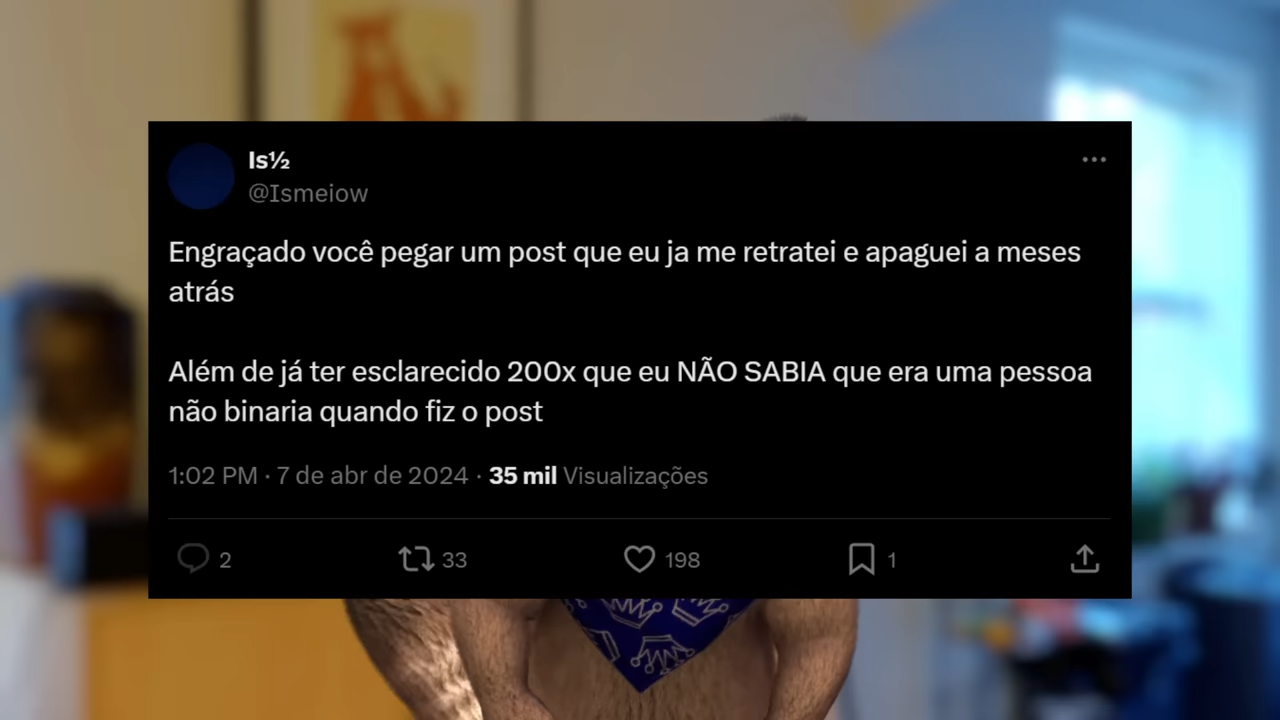 Is½
@Ismeiow
Engraçado você pegar um post que eu ja me retratei e apaguei a meses
atrás
Além de já ter esclarecido 200x que eu NÃO SABIA que era uma pessoa
não binaria quando fiz o post
1:02 PM · 7 de abr de 2024 · 35 mil Visualizações
2 33 198 1